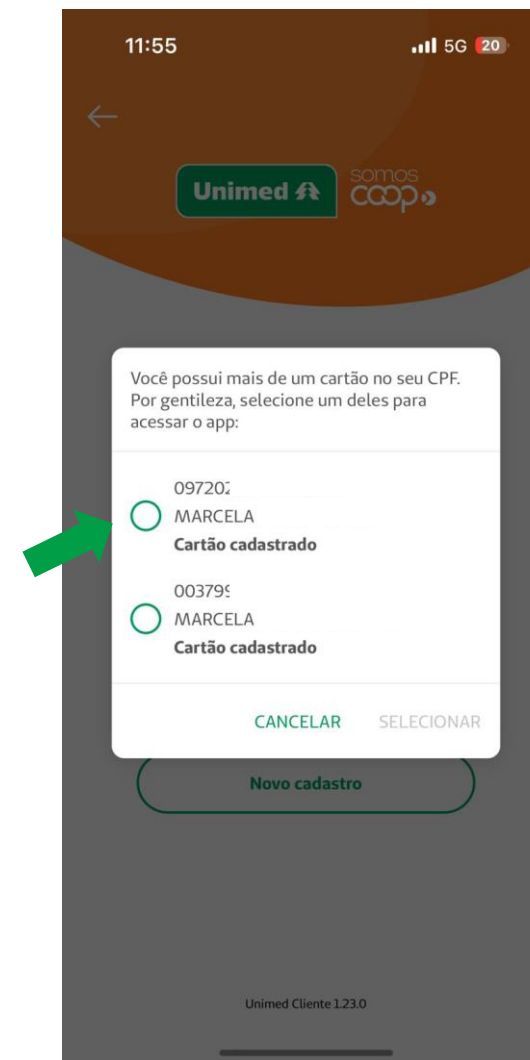 11:55 5G 20
Unimed somos coop
Você possui mais de um cartão no seu CPF.
Por gentileza, selecione um deles para
acessar o app:
09720
MARCELA
Cartão cadastrado
00379
MARCELA
Cartão cadastrado
CANCELAR SELECIONAR
Novo cadastro
Unimed Cliente 1.23.0